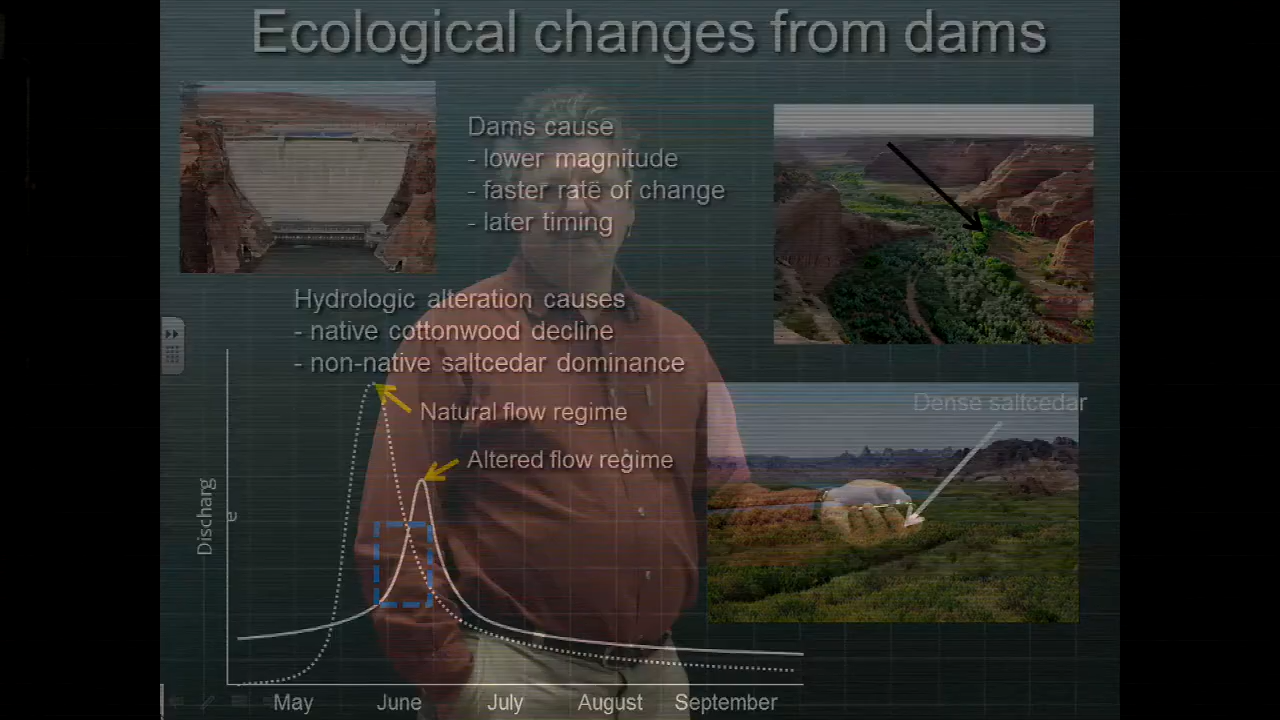 Ecological changes from dams
Dams cause
- lower magnitude
- faster rate of change
- later timing
Hydrologic alteration causes
- native cottonwood decline
- non-native saltcedar dominance
Natural flow regime
Altered flow regime
Dense saltcedar
Discharg
e
May June July August September